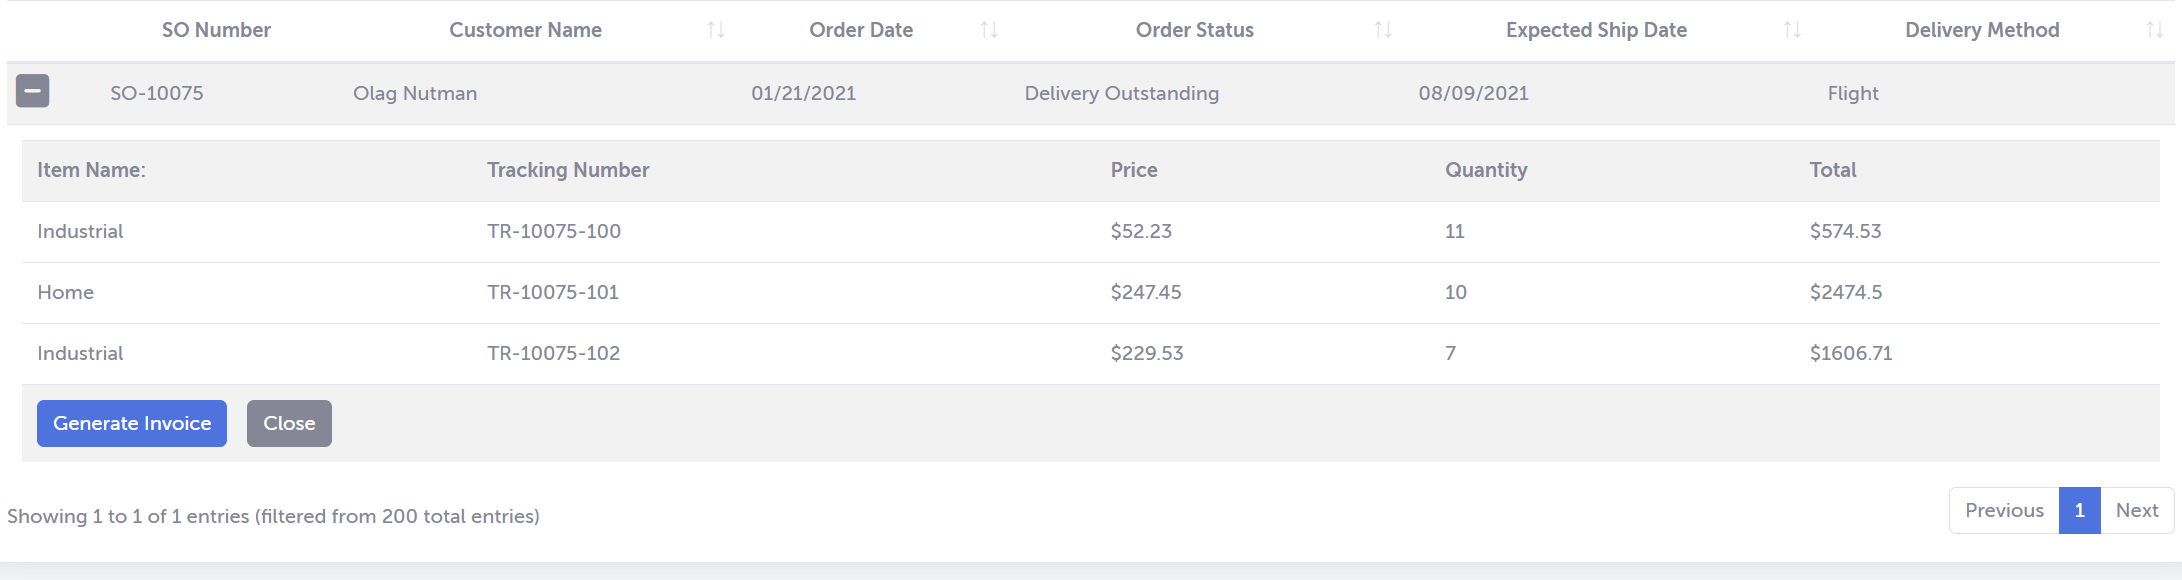 SO Number Customer Name Order Date Order Status Expected Ship Date Delivery Method
SO-10075 Olag Nutman 01/21/2021 Delivery Outstanding 08/09/2021 Flight
Item Name: Tracking Number Price Quantity Total
Industrial TR-10075-100 $52.23 11 $574.53
Home TR-10075-101 $247.45 10 $2474.5
Industrial TR-10075-102 $229.53 7 $1606.71
Generate Invoice Close
Showing 1 to 1 of 1 entries (filtered from 200 total entries) Previous 1 Next